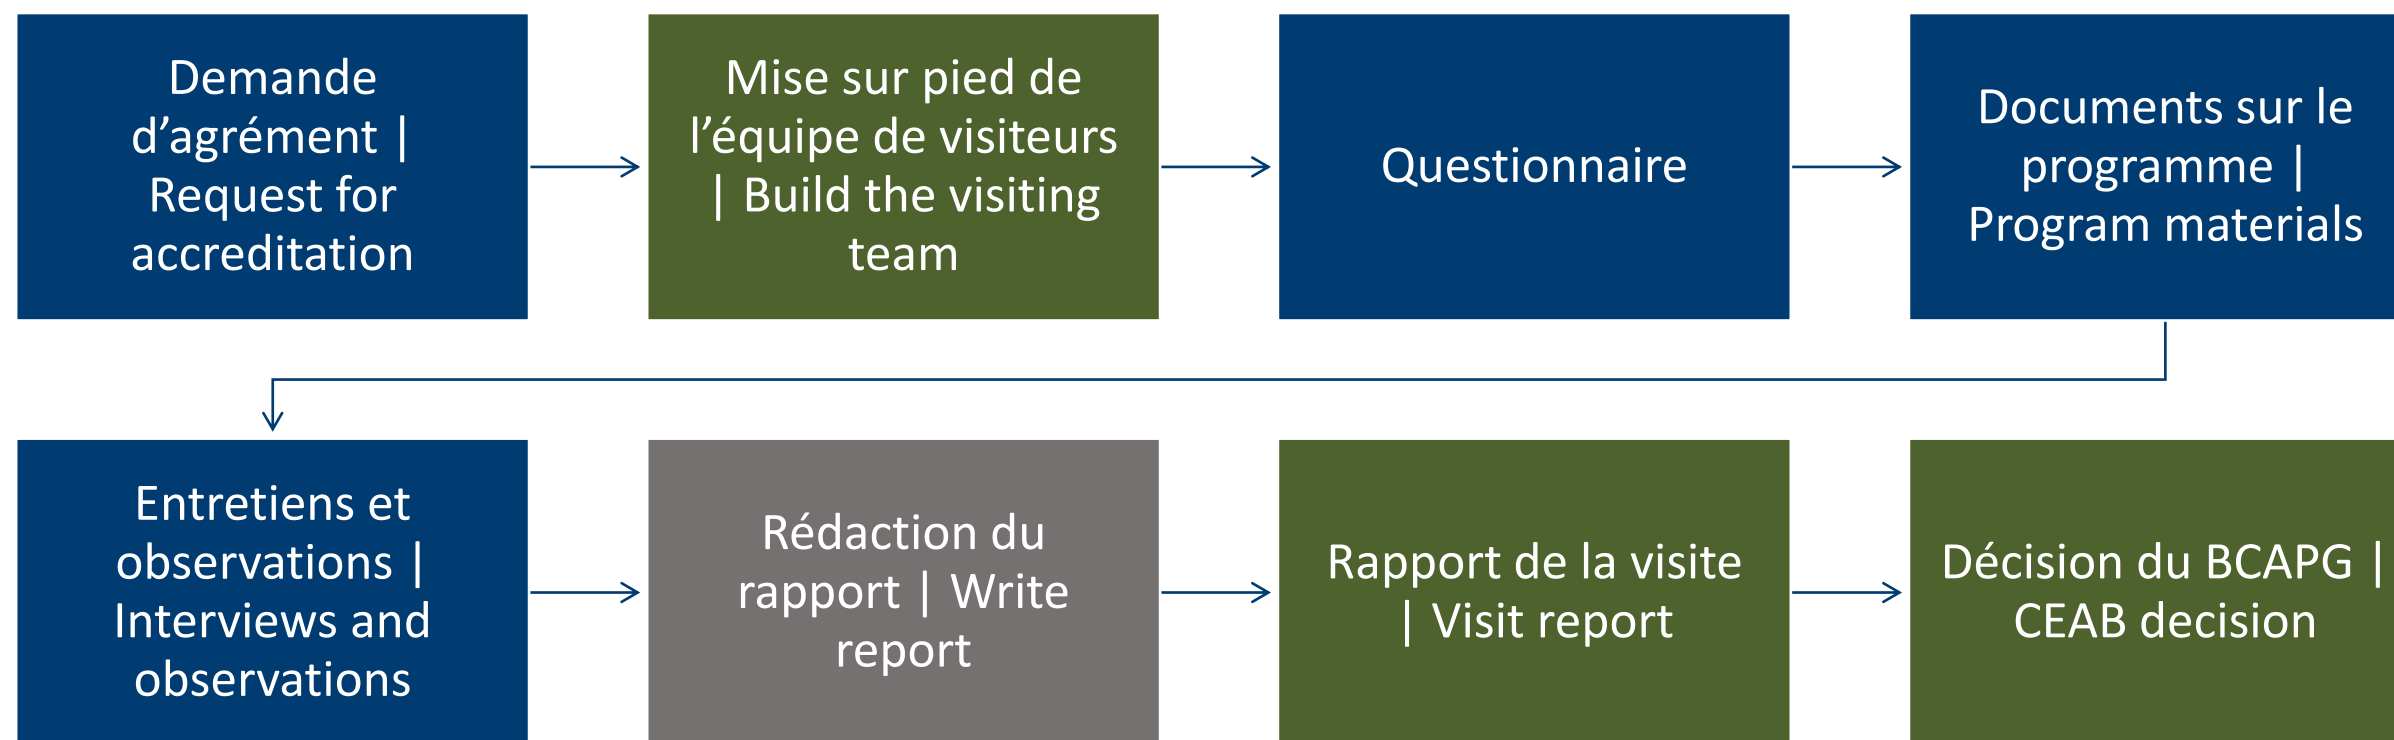 Demande
d’agrément |
Request for
accreditation
Mise sur pied de
l’équipe de visiteurs
| Build the visiting
team
Questionnaire
Documents sur le
programme |
Program materials
Entretiens et
observations |
Interviews and
observations
Rédaction du
rapport | Write
report
Rapport de la visite
| Visit report
Décision du BCAPG |
CEAB decision